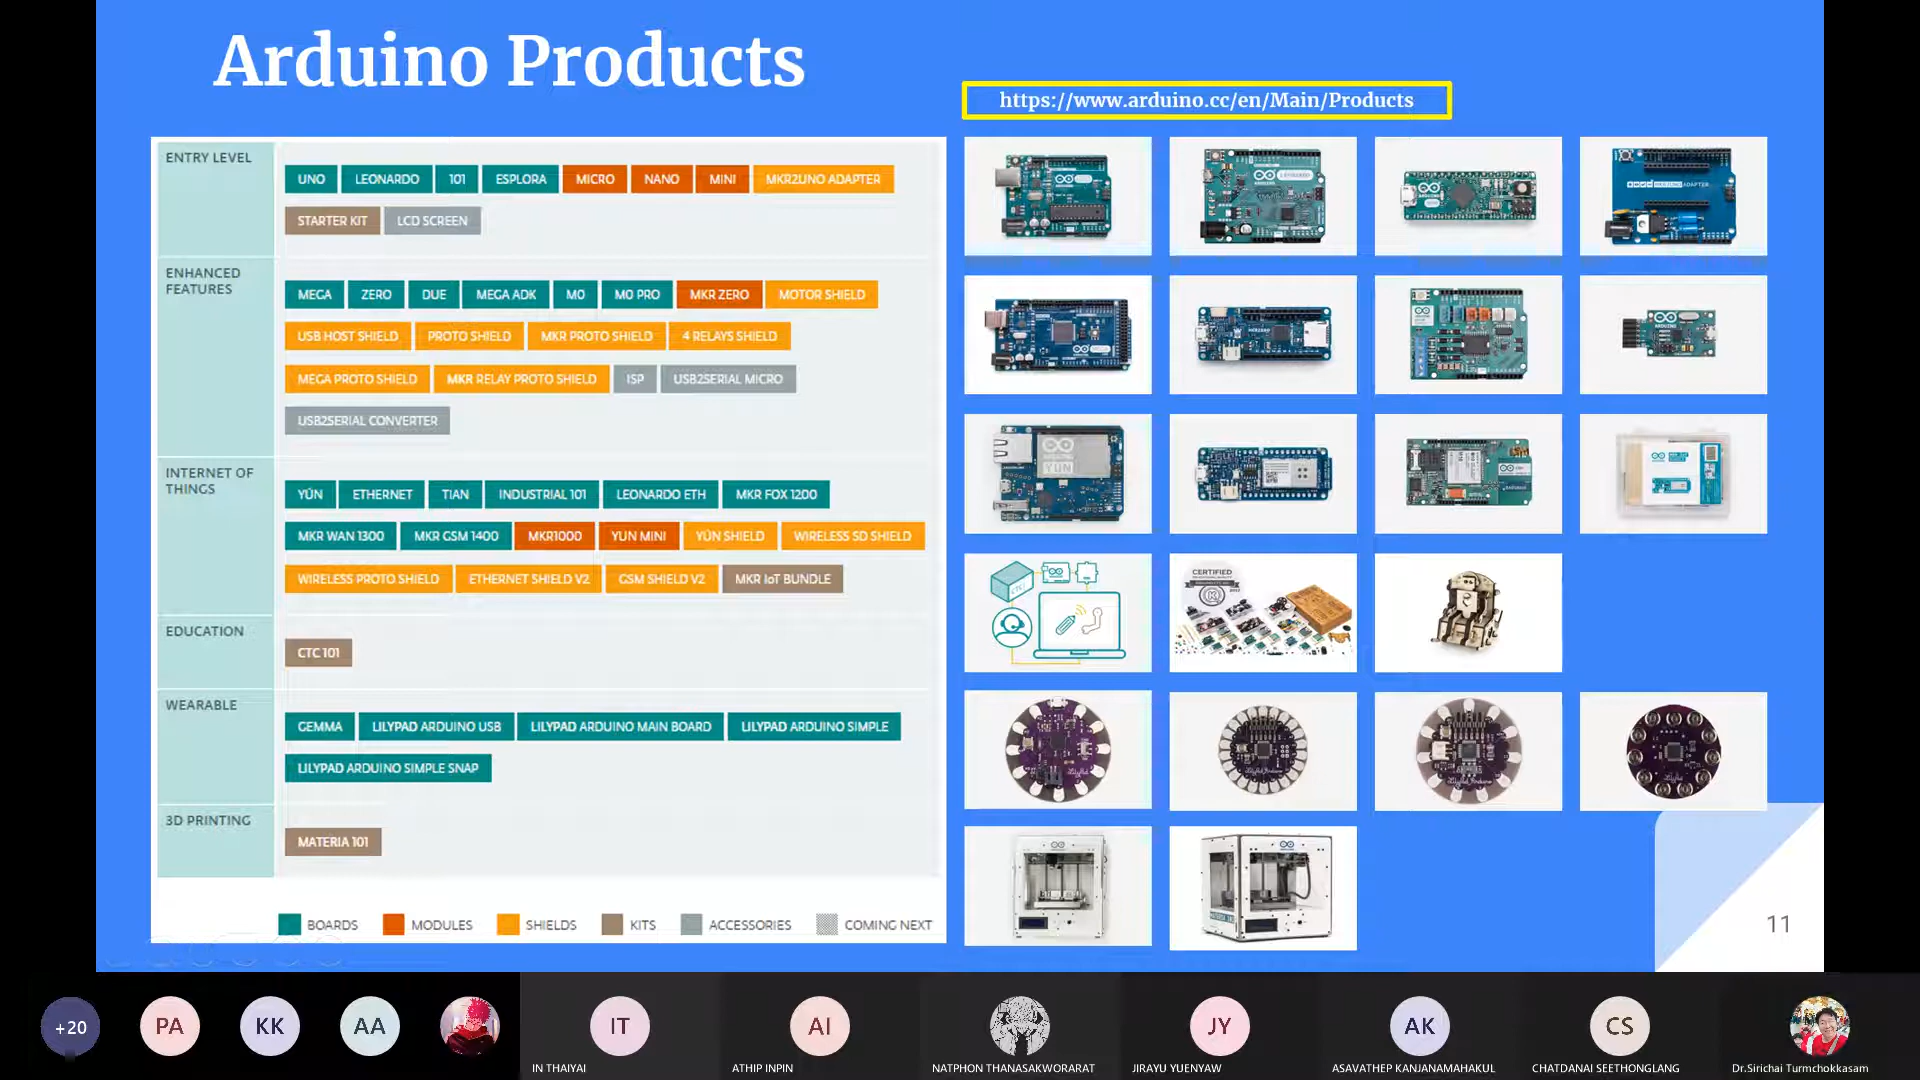 Arduino Products
https://www.arduino.cc/en/Main/Products
ENTRY LEVEL
UNO LEONARDO 101 ESPLORA MICRO NANO MINI MKR2UNO ADAPTER
STARTER KIT LCD SCREEN
ENHANCED
FEATURES
MEGA ZERO DUE MEGA ADK M0 M0 PRO MKR ZERO MOTOR SHIELD
USB HOST SHIELD PROTO SHIELD MKR PROTO SHIELD 4 RELAYS SHIELD
MEGA PROTO SHIELD MKR RELAY PROTO SHIELD ISP USB2SERIAL MICRO
USB2SERIAL CONVERTER
INTERNET OF
THINGS
YÚN ETHERNET TIAN INDUSTRIAL 101 LEONARDO ETH MKR FOX 1200
MKR WAN 1300 MKR GSM 1400 MKR1000 YUN MINI YÚN SHIELD WIRELESS SD SHIELD
WIRELESS PROTO SHIELD ETHERNET SHIELD V2 GSM SHIELD V2 MKR IoT BUNDLE
EDUCATION
CTC 101
WEARABLE
GEMMA LILYPAD ARDUINO USB LILYPAD ARDUINO MAIN BOARD LILYPAD ARDUINO SIMPLE
LILYPAD ARDUINO SIMPLE SNAP
3D PRINTING
MATERIA 101
BOARDS MODULES SHIELDS KITS ACCESSORIES COMING NEXT
ARDUINO
YÚN
CERTIFIED
11
+20 PA KK AA IT AI JY AK CS
IN THAIYAI ATHIP INPIN NATPHON THANASAKWORARAT JIRAYU YUENYAW ASAVATHEP KANJANAMAHAKUL CHATDANAI SEETHONGLANG Dr.Sirichai Turmchokkasam